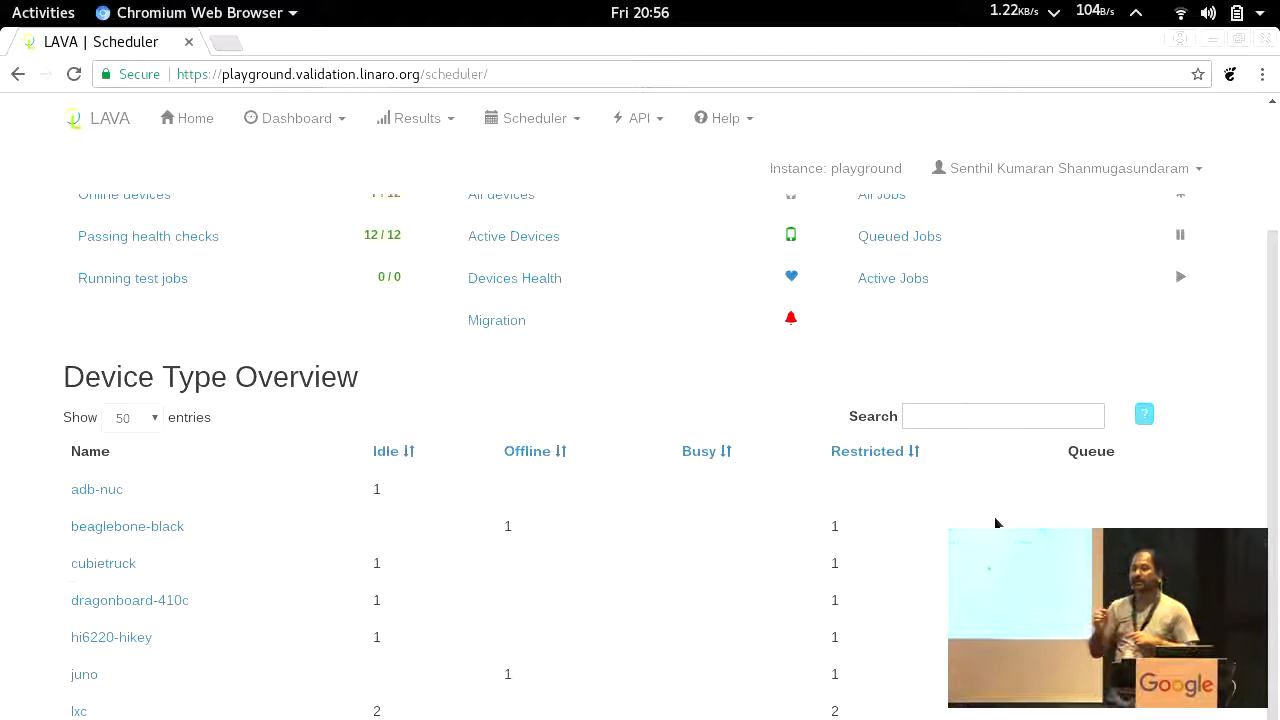 Activities Chromium Web Browser Fri 20:56 1.22KB/s 104B/s
LAVA | Scheduler
Secure https://playground.validation.linaro.org/scheduler/
LAVA Home Dashboard Results Scheduler API Help
Instance: playground Senthil Kumaran Shanmugasundaram
Online devices All devices All Jobs
Passing health checks 12 / 12 Active Devices Queued Jobs
Running test jobs 0 / 0 Devices Health Active Jobs
Migration
Device Type Overview
Show 50 entries Search ?
Name Idle Offline Busy Restricted Queue
adb-nuc 1
beaglebone-black 1 1
cubietruck 1 1
dragonboard-410c 1 1
hi6220-hikey 1 1
juno 1 1
lxc 2 2
Google